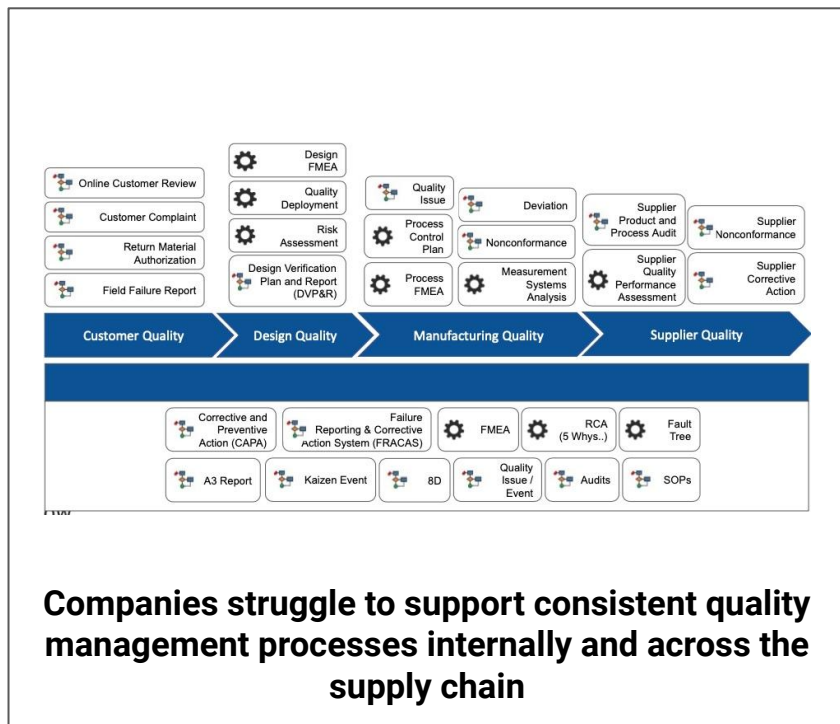 Online Customer Review
Customer Complaint
Return Material
Authorization
Field Failure Report
Design
FMEA
Quality
Deployment
Risk
Assessment
Design Verification
Plan and Report
(DVP&R)
Quality
Issue
Process
Control
Plan
Process
FMEA
Deviation
Nonconformance
Measurement
Systems
Analysis
Supplier
Product and
Process Audit
Supplier
Quality
Performance
Assessment
Supplier
Nonconformance
Supplier
Corrective
Action
Customer Quality
Design Quality
Manufacturing Quality
Supplier Quality
Corrective and
Preventive
Action (CAPA)
Failure
Reporting & Corrective
Action System (FRACAS)
FMEA
RCA
(5 Whys..)
Fault
Tree
A3 Report
Kaizen Event
8D
Quality
Issue /
Event
Audits
SOPs
Companies struggle to support consistent quality
management processes internally and across the
supply chain